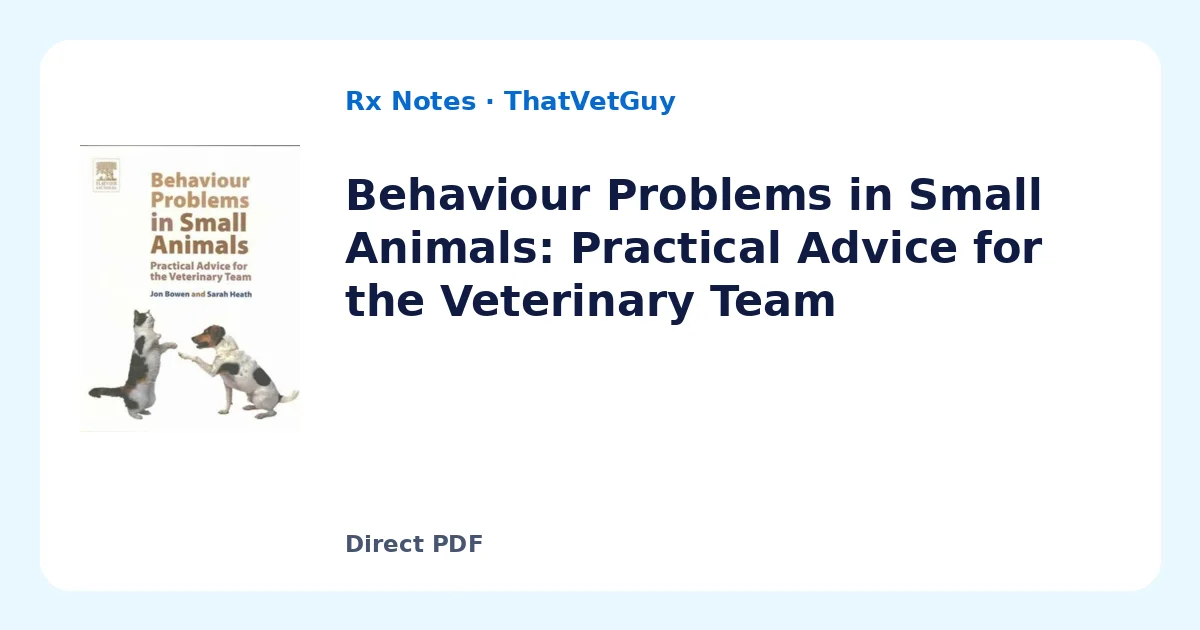 Rx Notes · ThatVetGuy
Behaviour Problems in Small
Animals: Practical Advice for
the Veterinary Team
Behaviour
Problems
in Small
Animals
Practical Advice for
the Veterinary Team
Jon Bowen and Sarah Heath
Direct PDF